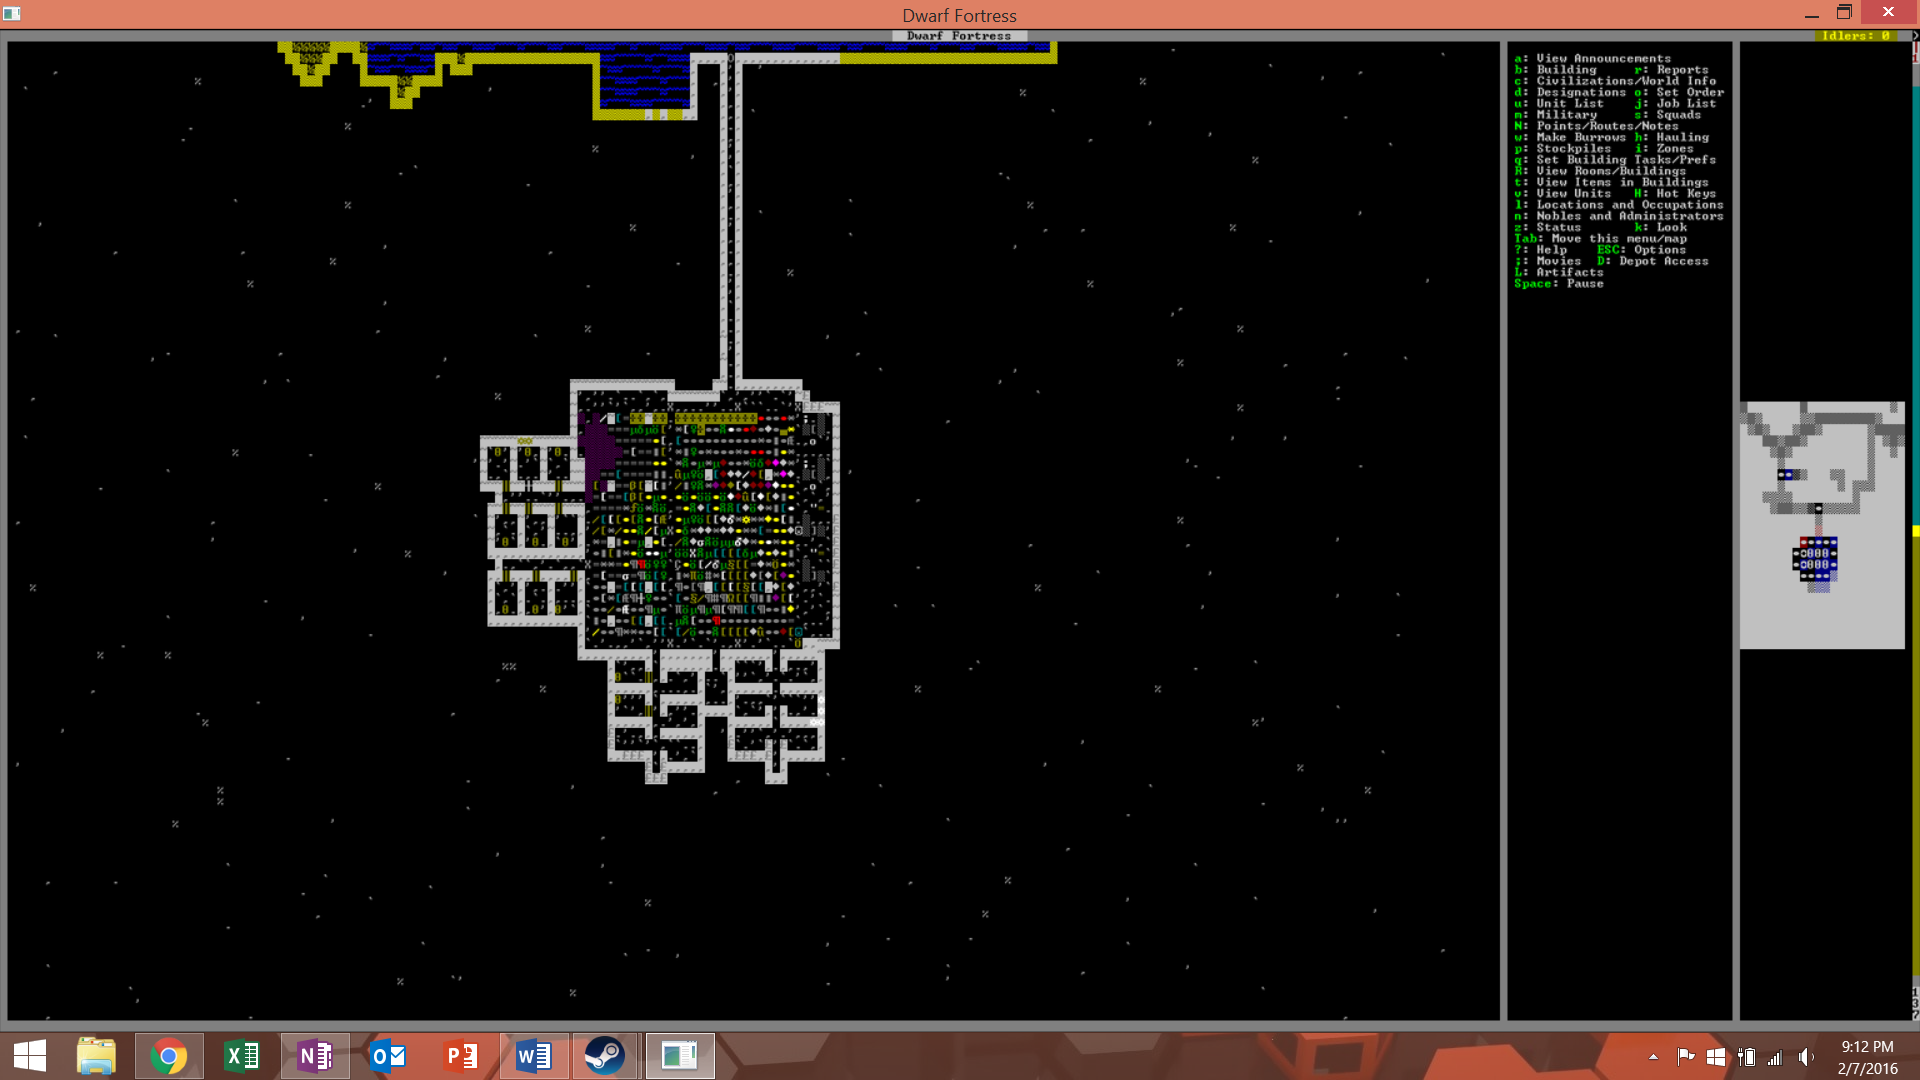 Dwarf Fortress
Dwarf Fortress
Idlers: 0
a: View Announcements
b: Building r: Reports
c: Civilizations/World Info
d: Designations o: Set Order
u: Unit List j: Job List
m: Military s: Squads
N: Points/Routes/Notes
w: Make Burrows h: Hauling
p: Stockpiles i: Zones
q: Set Building Tasks/Prefs
R: View Rooms/Buildings
t: View Items in Buildings
v: View Units H: Hot Keys
l: Locations and Occupations
n: Nobles and Administrators
z: Status k: Look
Tab: Move this menu/map
?: Help ESC: Options
;: Movies D: Depot Access
L: Artifacts
Space: Pause
9:12 PM
2/7/2016